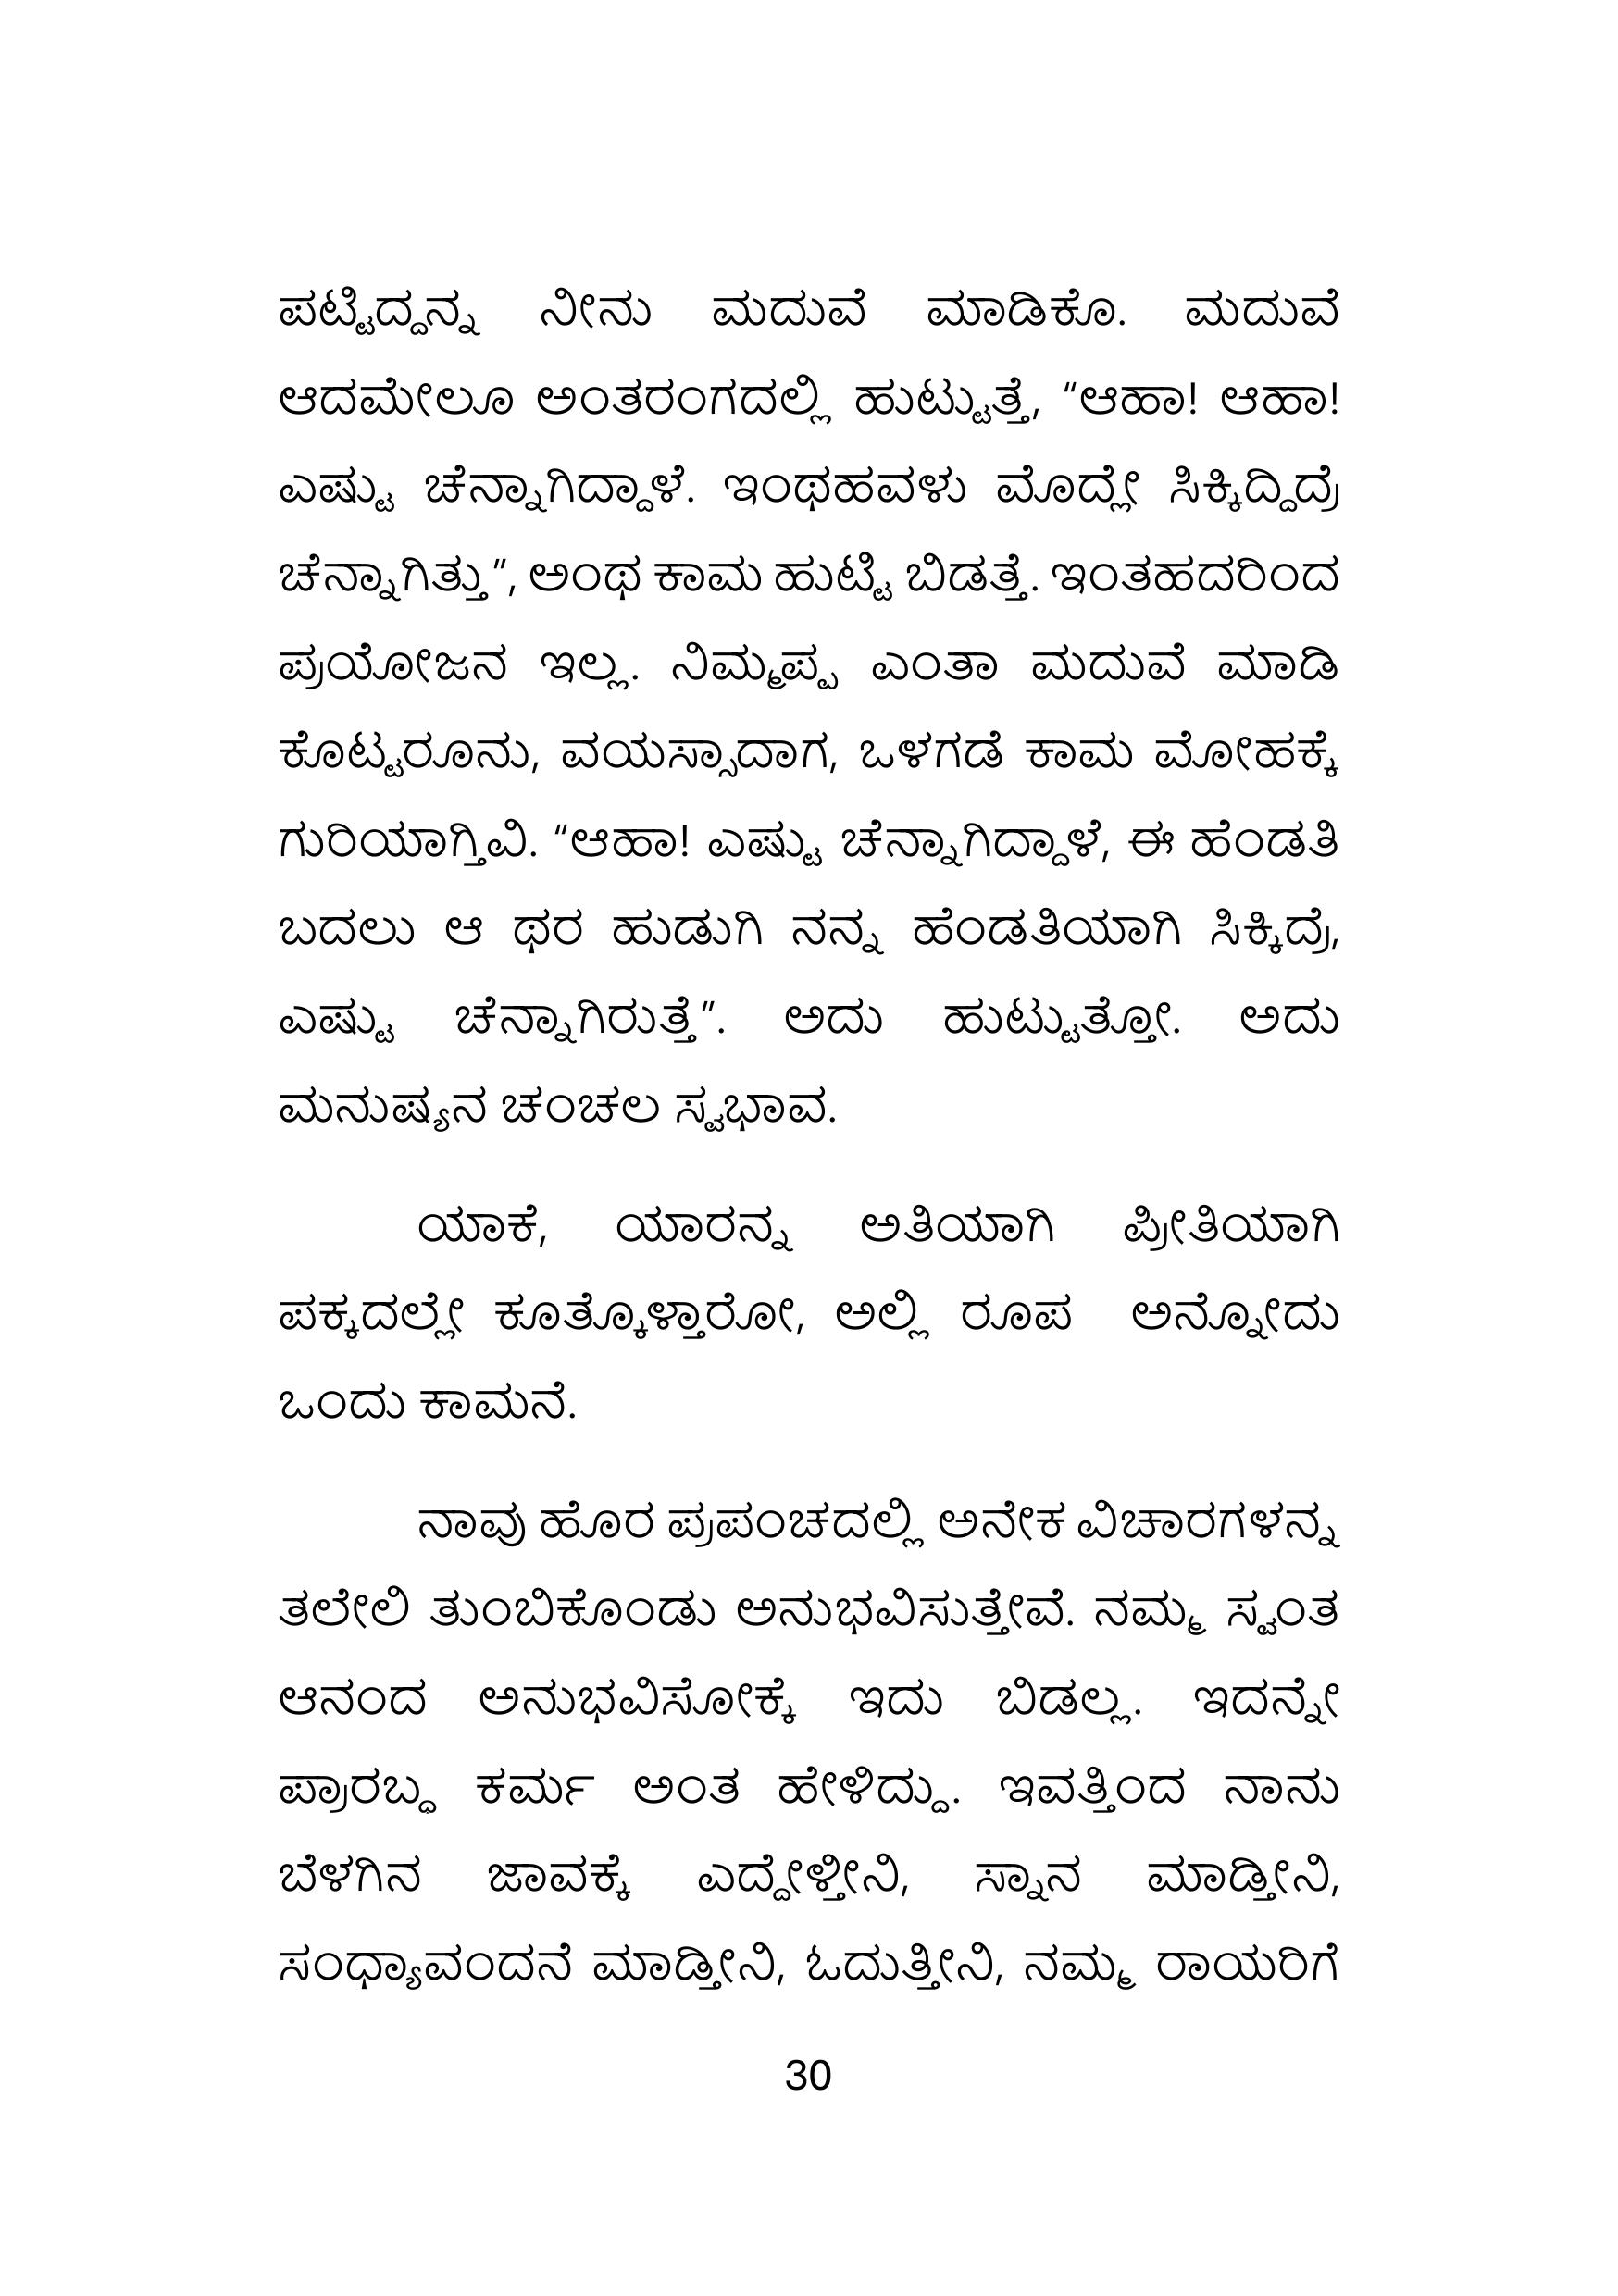 ಪಟ್ಟಿದ್ದನ್ನ ನೀನು ಮದುವೆ ಮಾಡಿಕೊ. ಮದುವೆ
ಆದಮೇಲೂ ಅಂತರಂಗದಲ್ಲಿ ಹುಟ್ಟುತ್ತೆ, “ಆಹಾ! ಆಹಾ!
ಎಷ್ಟು ಚೆನ್ನಾಗಿದ್ದಾಳೆ. ಇಂಥಹವಳು ಮೊದ್ಲೇ ಸಿಕ್ಕಿದ್ದಿದ್ರೆ
ಚೆನ್ನಾಗಿತ್ತು”, ಅಂಥ ಕಾಮ ಹುಟ್ಟಿ ಬಿಡತ್ತೆ. ಇಂತಹದರಿಂದ
ಪ್ರಯೋಜನ ಇಲ್ಲ. ನಿಮ್ಮಪ್ಪ ಎಂತಾ ಮದುವೆ ಮಾಡಿ
ಕೊಟ್ಟರೂನು, ವಯಸ್ಸಾದಾಗ, ಒಳಗಡೆ ಕಾಮ ಮೋಹಕ್ಕೆ
ಗುರಿಯಾಗ್ತಿವಿ. “ಆಹಾ! ಎಷ್ಟು ಚೆನ್ನಾಗಿದ್ದಾಳೆ, ಈ ಹೆಂಡತಿ
ಬದಲು ಆ ಥರ ಹುಡುಗಿ ನನ್ನ ಹೆಂಡತಿಯಾಗಿ ಸಿಕ್ಕಿದ್ರೆ,
ಎಷ್ಟು ಚೆನ್ನಾಗಿರುತ್ತೆ”. ಅದು ಹುಟ್ಟುತ್ತೋ. ಅದು
ಮನುಷ್ಯನ ಚಂಚಲ ಸ್ವಭಾವ.
ಯಾಕೆ, ಯಾರನ್ನ ಅತಿಯಾಗಿ ಪ್ರೀತಿಯಾಗಿ
ಪಕ್ಕದಲ್ಲೇ ಕೂತ್ಕೊಳ್ತಾರೋ, ಅಲ್ಲಿ ರೂಪ ಅನ್ನೋದು
ಒಂದು ಕಾಮನೆ.
ನಾವು ಹೊರ ಪ್ರಪಂಚದಲ್ಲಿ ಅನೇಕ ವಿಚಾರಗಳನ್ನ
ತಲೇಲಿ ತುಂಬಿಕೊಂಡು ಅನುಭವಿಸುತ್ತೇವೆ. ನಮ್ಮ ಸ್ವಂತ
ಆನಂದ ಅನುಭವಿಸೋಕ್ಕೆ ಇದು ಬಿಡಲ್ಲ. ಇದನ್ನೇ
ಪ್ರಾರಬ್ಧ ಕರ್ಮ ಅಂತ ಹೇಳಿದ್ದು. ಇವತ್ತಿಂದ ನಾನು
ಬೆಳಗಿನ ಜಾವಕ್ಕೆ ಎದ್ದೇಳ್ತೀನಿ, ಸ್ನಾನ ಮಾಡ್ತೀನಿ,
ಸಂಧ್ಯಾವಂದನೆ ಮಾಡ್ತೀನಿ, ಓದುತ್ತೀನಿ, ನಮ್ಮ ರಾಯರಿಗೆ
30